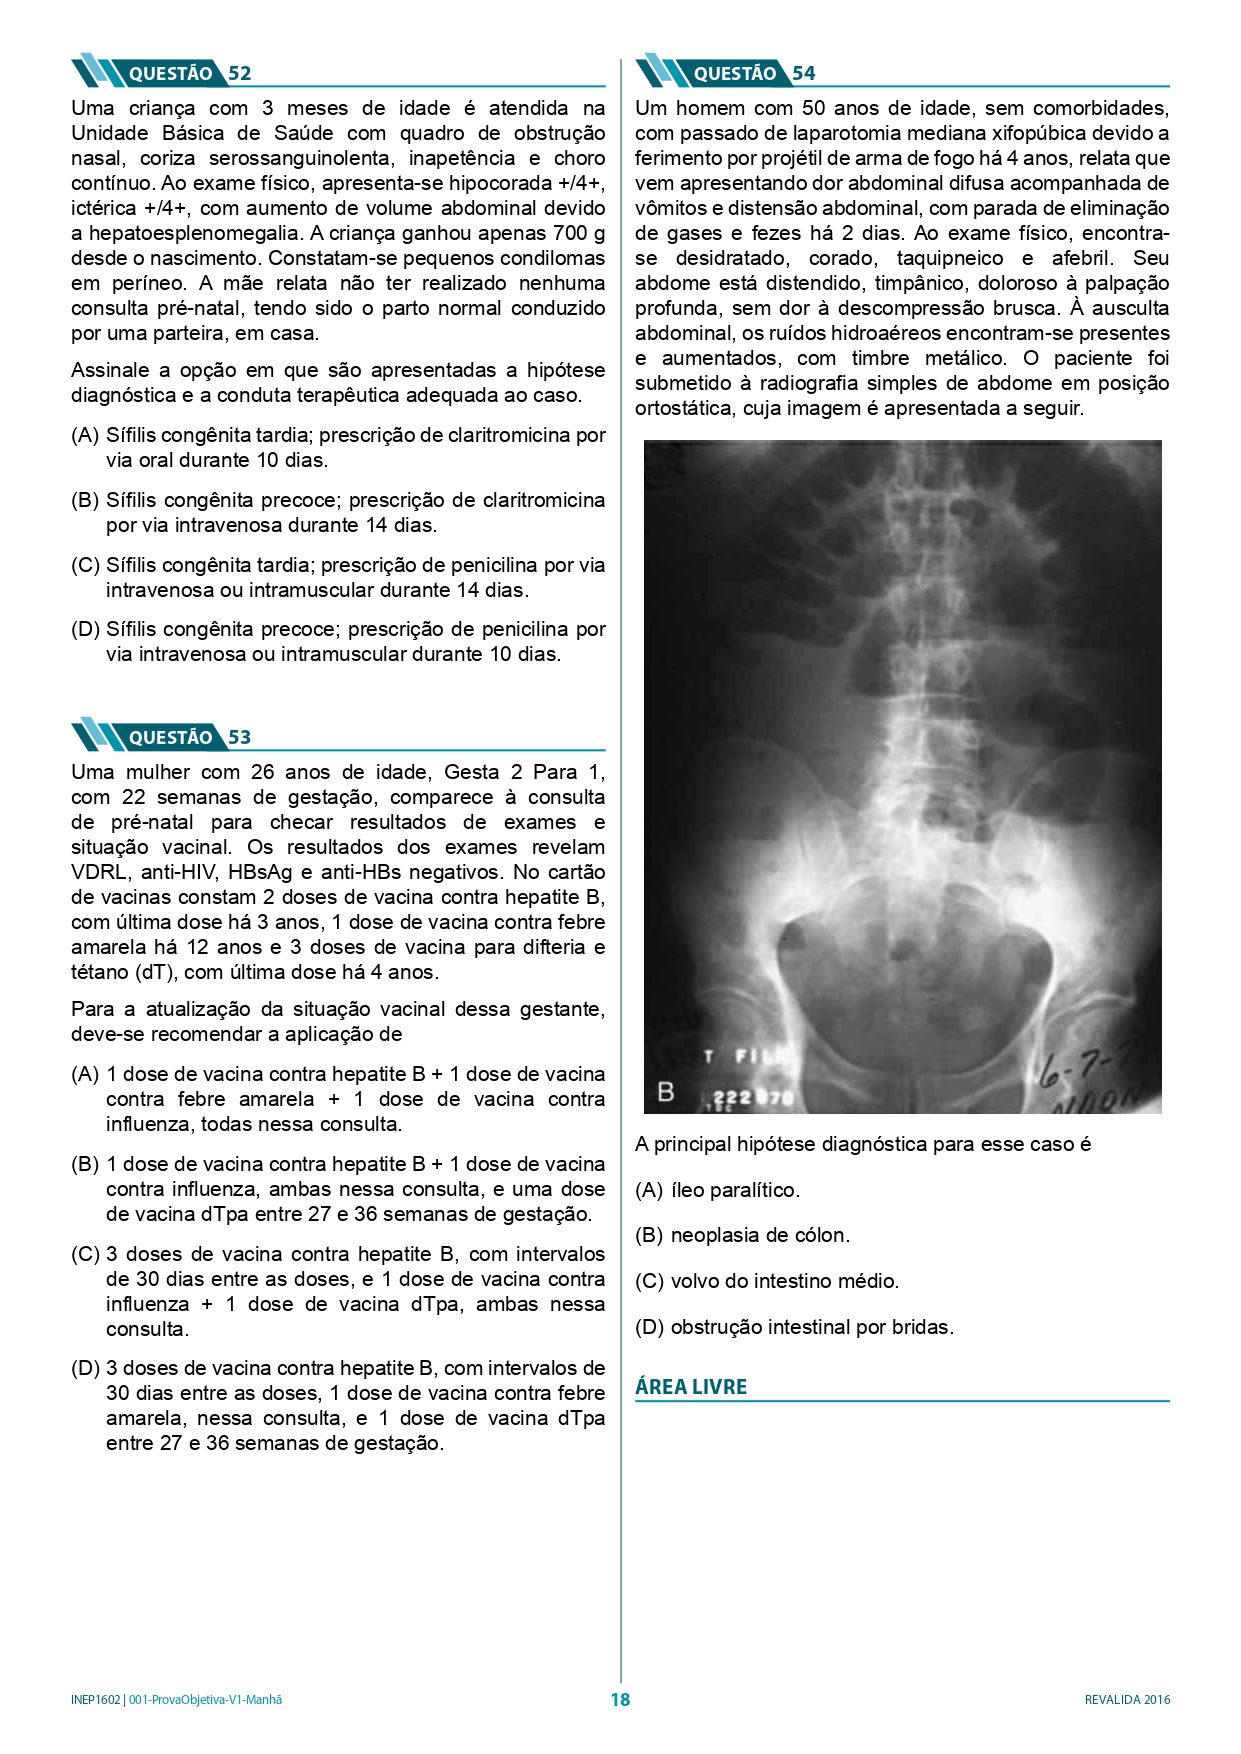 QUESTÃO 52
Uma criança com 3 meses de idade é atendida na
Unidade Básica de Saúde com quadro de obstrução
nasal, coriza serossanguinolenta, inapetência e choro
contínuo. Ao exame físico, apresenta-se hipocorada +/4+,
ictérica +/4+, com aumento de volume abdominal devido
a hepatoesplenomegalia. A criança ganhou apenas 700 g
desde o nascimento. Constatam-se pequenos condilomas
em períneo. A mãe relata não ter realizado nenhuma
consulta pré-natal, tendo sido o parto normal conduzido
por uma parteira, em casa.
Assinale a opção em que são apresentadas a hipótese
diagnóstica e a conduta terapêutica adequada ao caso.
(A) Sífilis congênita tardia; prescrição de claritromicina por
via oral durante 10 dias.
(B) Sífilis congênita precoce; prescrição de claritromicina
por via intravenosa durante 14 dias.
(C) Sífilis congênita tardia; prescrição de penicilina por via
intravenosa ou intramuscular durante 14 dias.
(D) Sífilis congênita precoce; prescrição de penicilina por
via intravenosa ou intramuscular durante 10 dias.
QUESTÃO 53
Uma mulher com 26 anos de idade, Gesta 2 Para 1,
com 22 semanas de gestação, comparece à consulta
de pré-natal para checar resultados de exames e
situação vacinal. Os resultados dos exames revelam
VDRL, anti-HIV, HBsAg e anti-HBs negativos. No cartão
de vacinas constam 2 doses de vacina contra hepatite B,
com última dose há 3 anos, 1 dose de vacina contra febre
amarela há 12 anos e 3 doses de vacina para difteria e
tétano (dT), com última dose há 4 anos.
Para a atualização da situação vacinal dessa gestante,
deve-se recomendar a aplicação de
(A) 1 dose de vacina contra hepatite B + 1 dose de vacina
contra febre amarela + 1 dose de vacina contra
influenza, todas nessa consulta.
(B) 1 dose de vacina contra hepatite B + 1 dose de vacina
contra influenza, ambas nessa consulta, e uma dose
de vacina dTpa entre 27 e 36 semanas de gestação.
(C) 3 doses de vacina contra hepatite B, com intervalos
de 30 dias entre as doses, e 1 dose de vacina contra
influenza + 1 dose de vacina dTpa, ambas nessa
consulta.
(D) 3 doses de vacina contra hepatite B, com intervalos de
30 dias entre as doses, 1 dose de vacina contra febre
amarela, nessa consulta, e 1 dose de vacina dTpa
entre 27 e 36 semanas de gestação.
QUESTÃO 54
Um homem com 50 anos de idade, sem comorbidades,
com passado de laparotomia mediana xifopúbica devido a
ferimento por projétil de arma de fogo há 4 anos, relata que
vem apresentando dor abdominal difusa acompanhada de
vômitos e distensão abdominal, com parada de eliminação
de gases e fezes há 2 dias. Ao exame físico, encontra-
se desidratado, corado, taquipneico e afebril. Seu
abdome está distendido, timpânico, doloroso à palpação
profunda, sem dor à descompressão brusca. À ausculta
abdominal, os ruídos hidroaéreos encontram-se presentes
e aumentados, com timbre metálico. O paciente foi
submetido à radiografia simples de abdome em posição
ortostática, cuja imagem é apresentada a seguir.
B
A principal hipótese diagnóstica para esse caso é
(A) íleo paralítico.
(B) neoplasia de cólon.
(C) volvo do intestino médio.
(D) obstrução intestinal por bridas.
ÁREA LIVRE
INEP1602 | 001-ProvaObjetiva-V1-Manhã
18
REVALIDA 2016